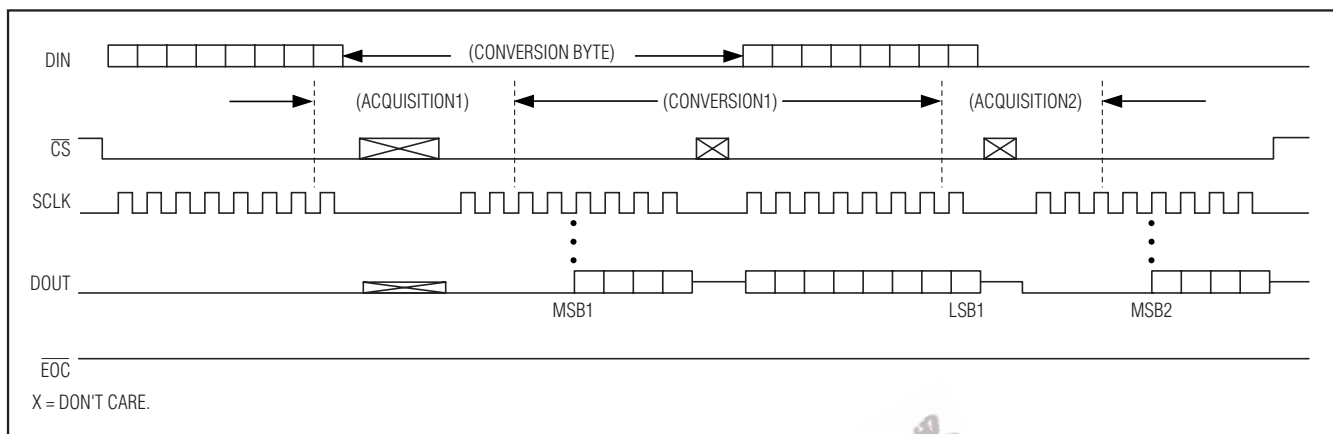 DIN
(CONVERSION BYTE)
(ACQUISITION1)
(CONVERSION1)
(ACQUISITION2)
CS
SCLK
DOUT
MSB1
LSB1
MSB2
EOC
X = DON'T CARE.